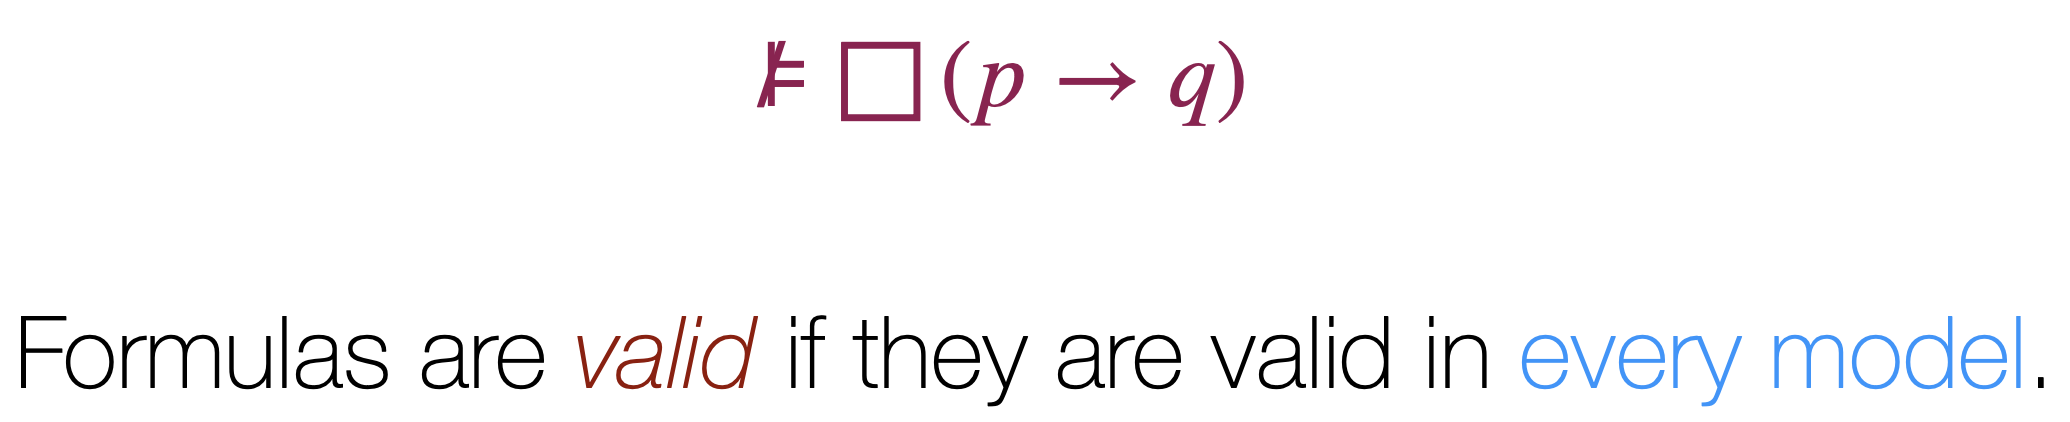 ⊭ □(p → q)
Formulas are valid if they are valid in every model.